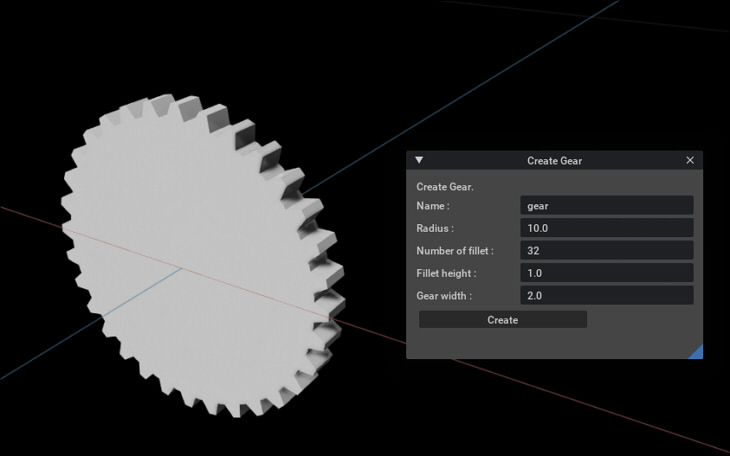 Create Gear
Create Gear.
Name : gear
Radius : 10.0
Number of fillet : 32
Fillet height : 1.0
Gear width : 2.0
Create